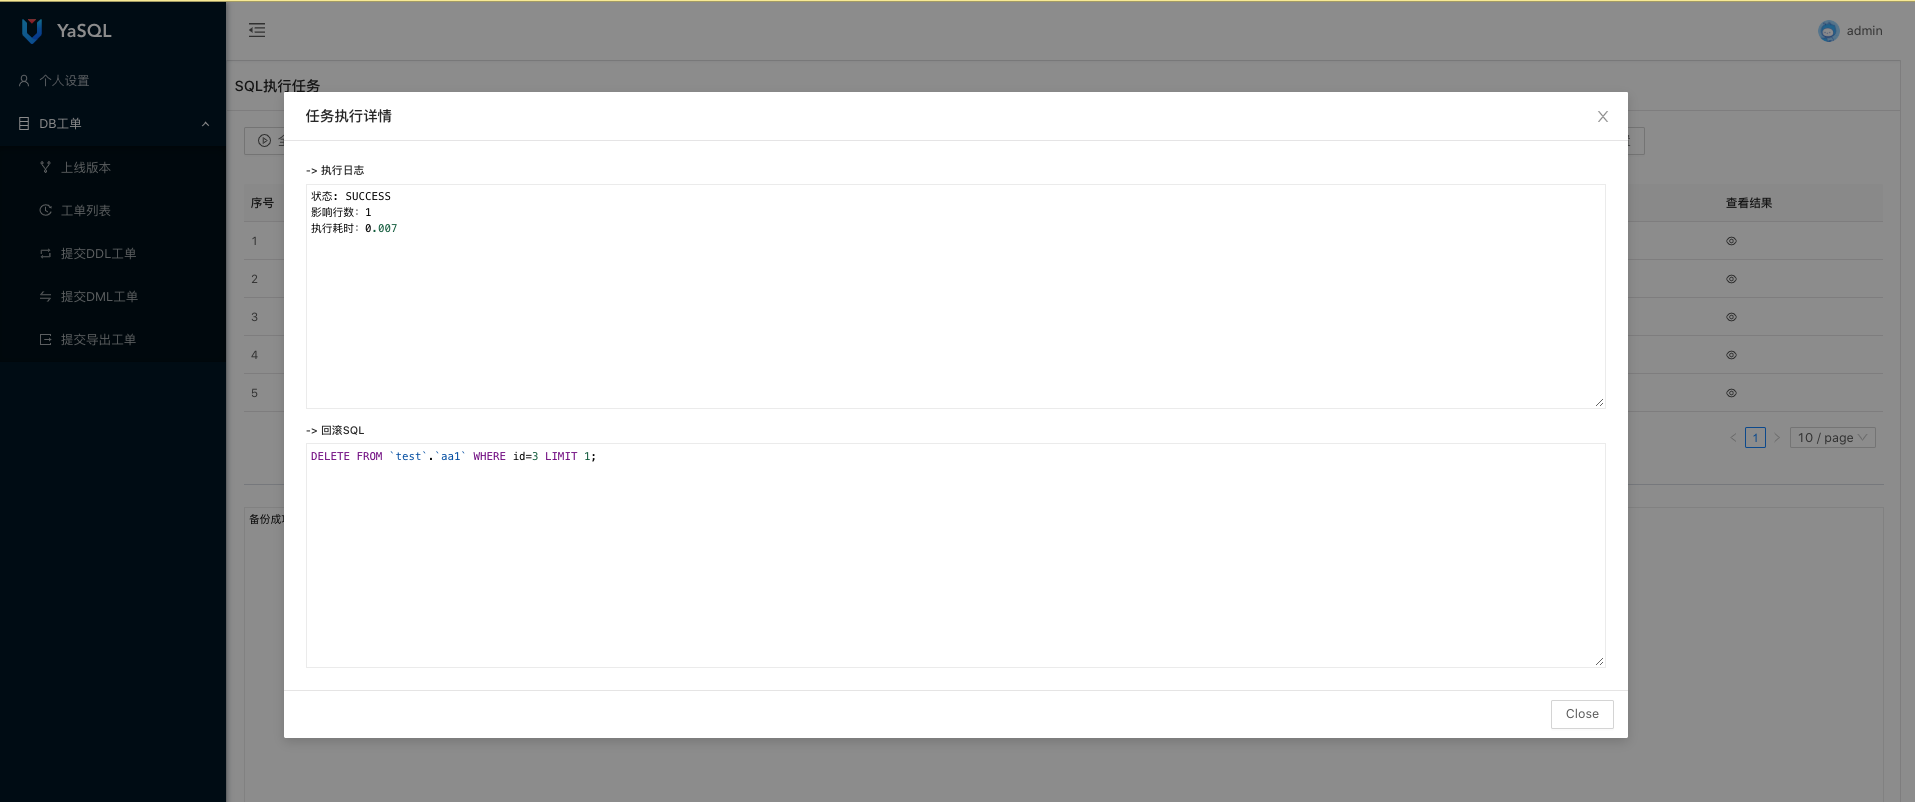 YaSQL
admin
个人设置
DB工单
上线版本
工单列表
提交DDL工单
提交DML工单
提交导出工单
SQL执行任务
序号
查看结果
1
2
3
4
5
1
10 / page
备份成
任务执行详情
-> 执行日志
状态: SUCCESS
影响行数: 1
执行耗时: 0.007
-> 回滚SQL
DELETE FROM `test`.`aa1` WHERE id=3 LIMIT 1;
Close